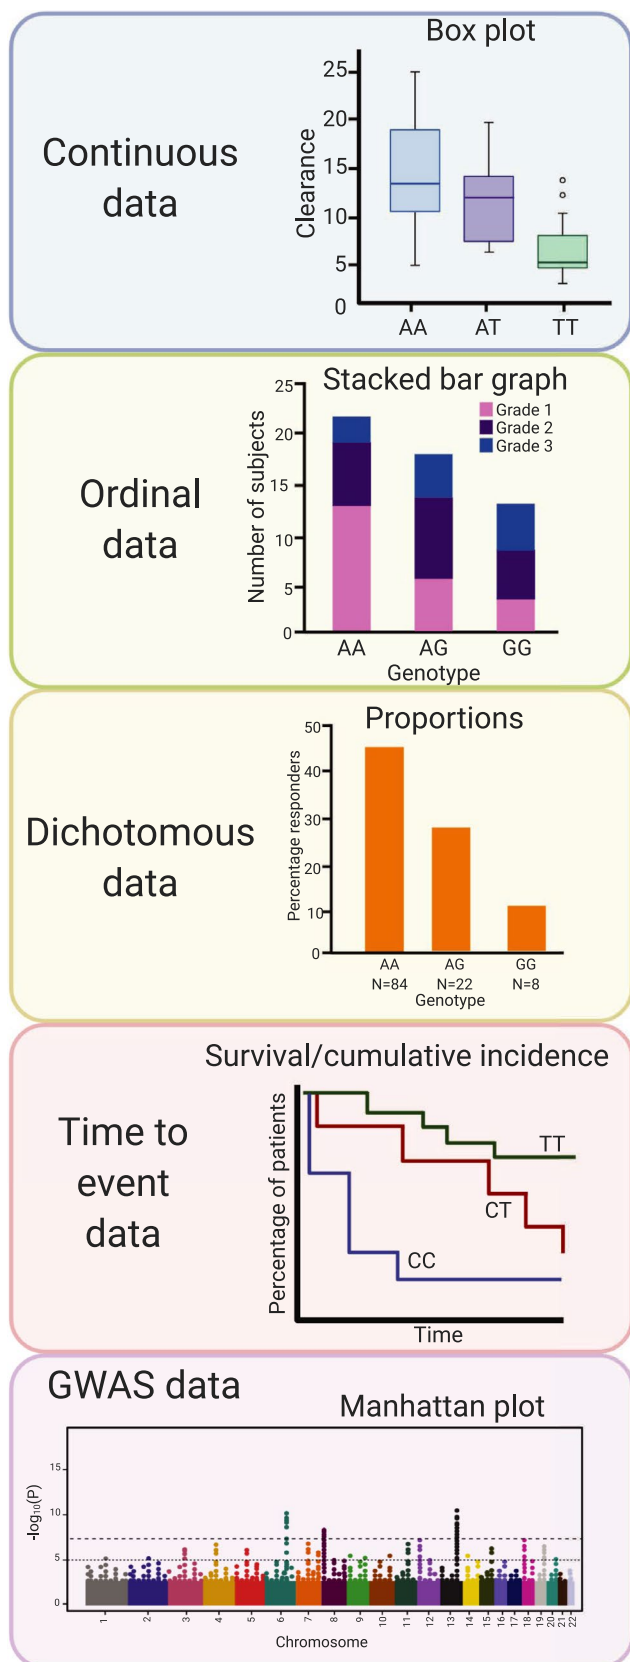 Box plot
Continuous
data
Clearance
25
20
15
10
5
0
AA AT TT
Stacked bar graph
Ordinal
data
Number of subjects
25
20
15
10
5
0
Grade 1
Grade 2
Grade 3
AA AG GG
Genotype
Proportions
Dichotomous
data
Percentage responders
50
40
30
20
10
0
AA AG GG
N=84 N=22 N=8
Genotype
Survival/cumulative incidence
Time to
event
data
Percentage of patients
TT
CT
CC
Time
GWAS data
Manhattan plot
-log₁₀(P)
15
10
5
0
1 2 3 4 5 6 7 8 9 10 11 12 13 14 15 16 17 18 19 20 21 22
Chromosome